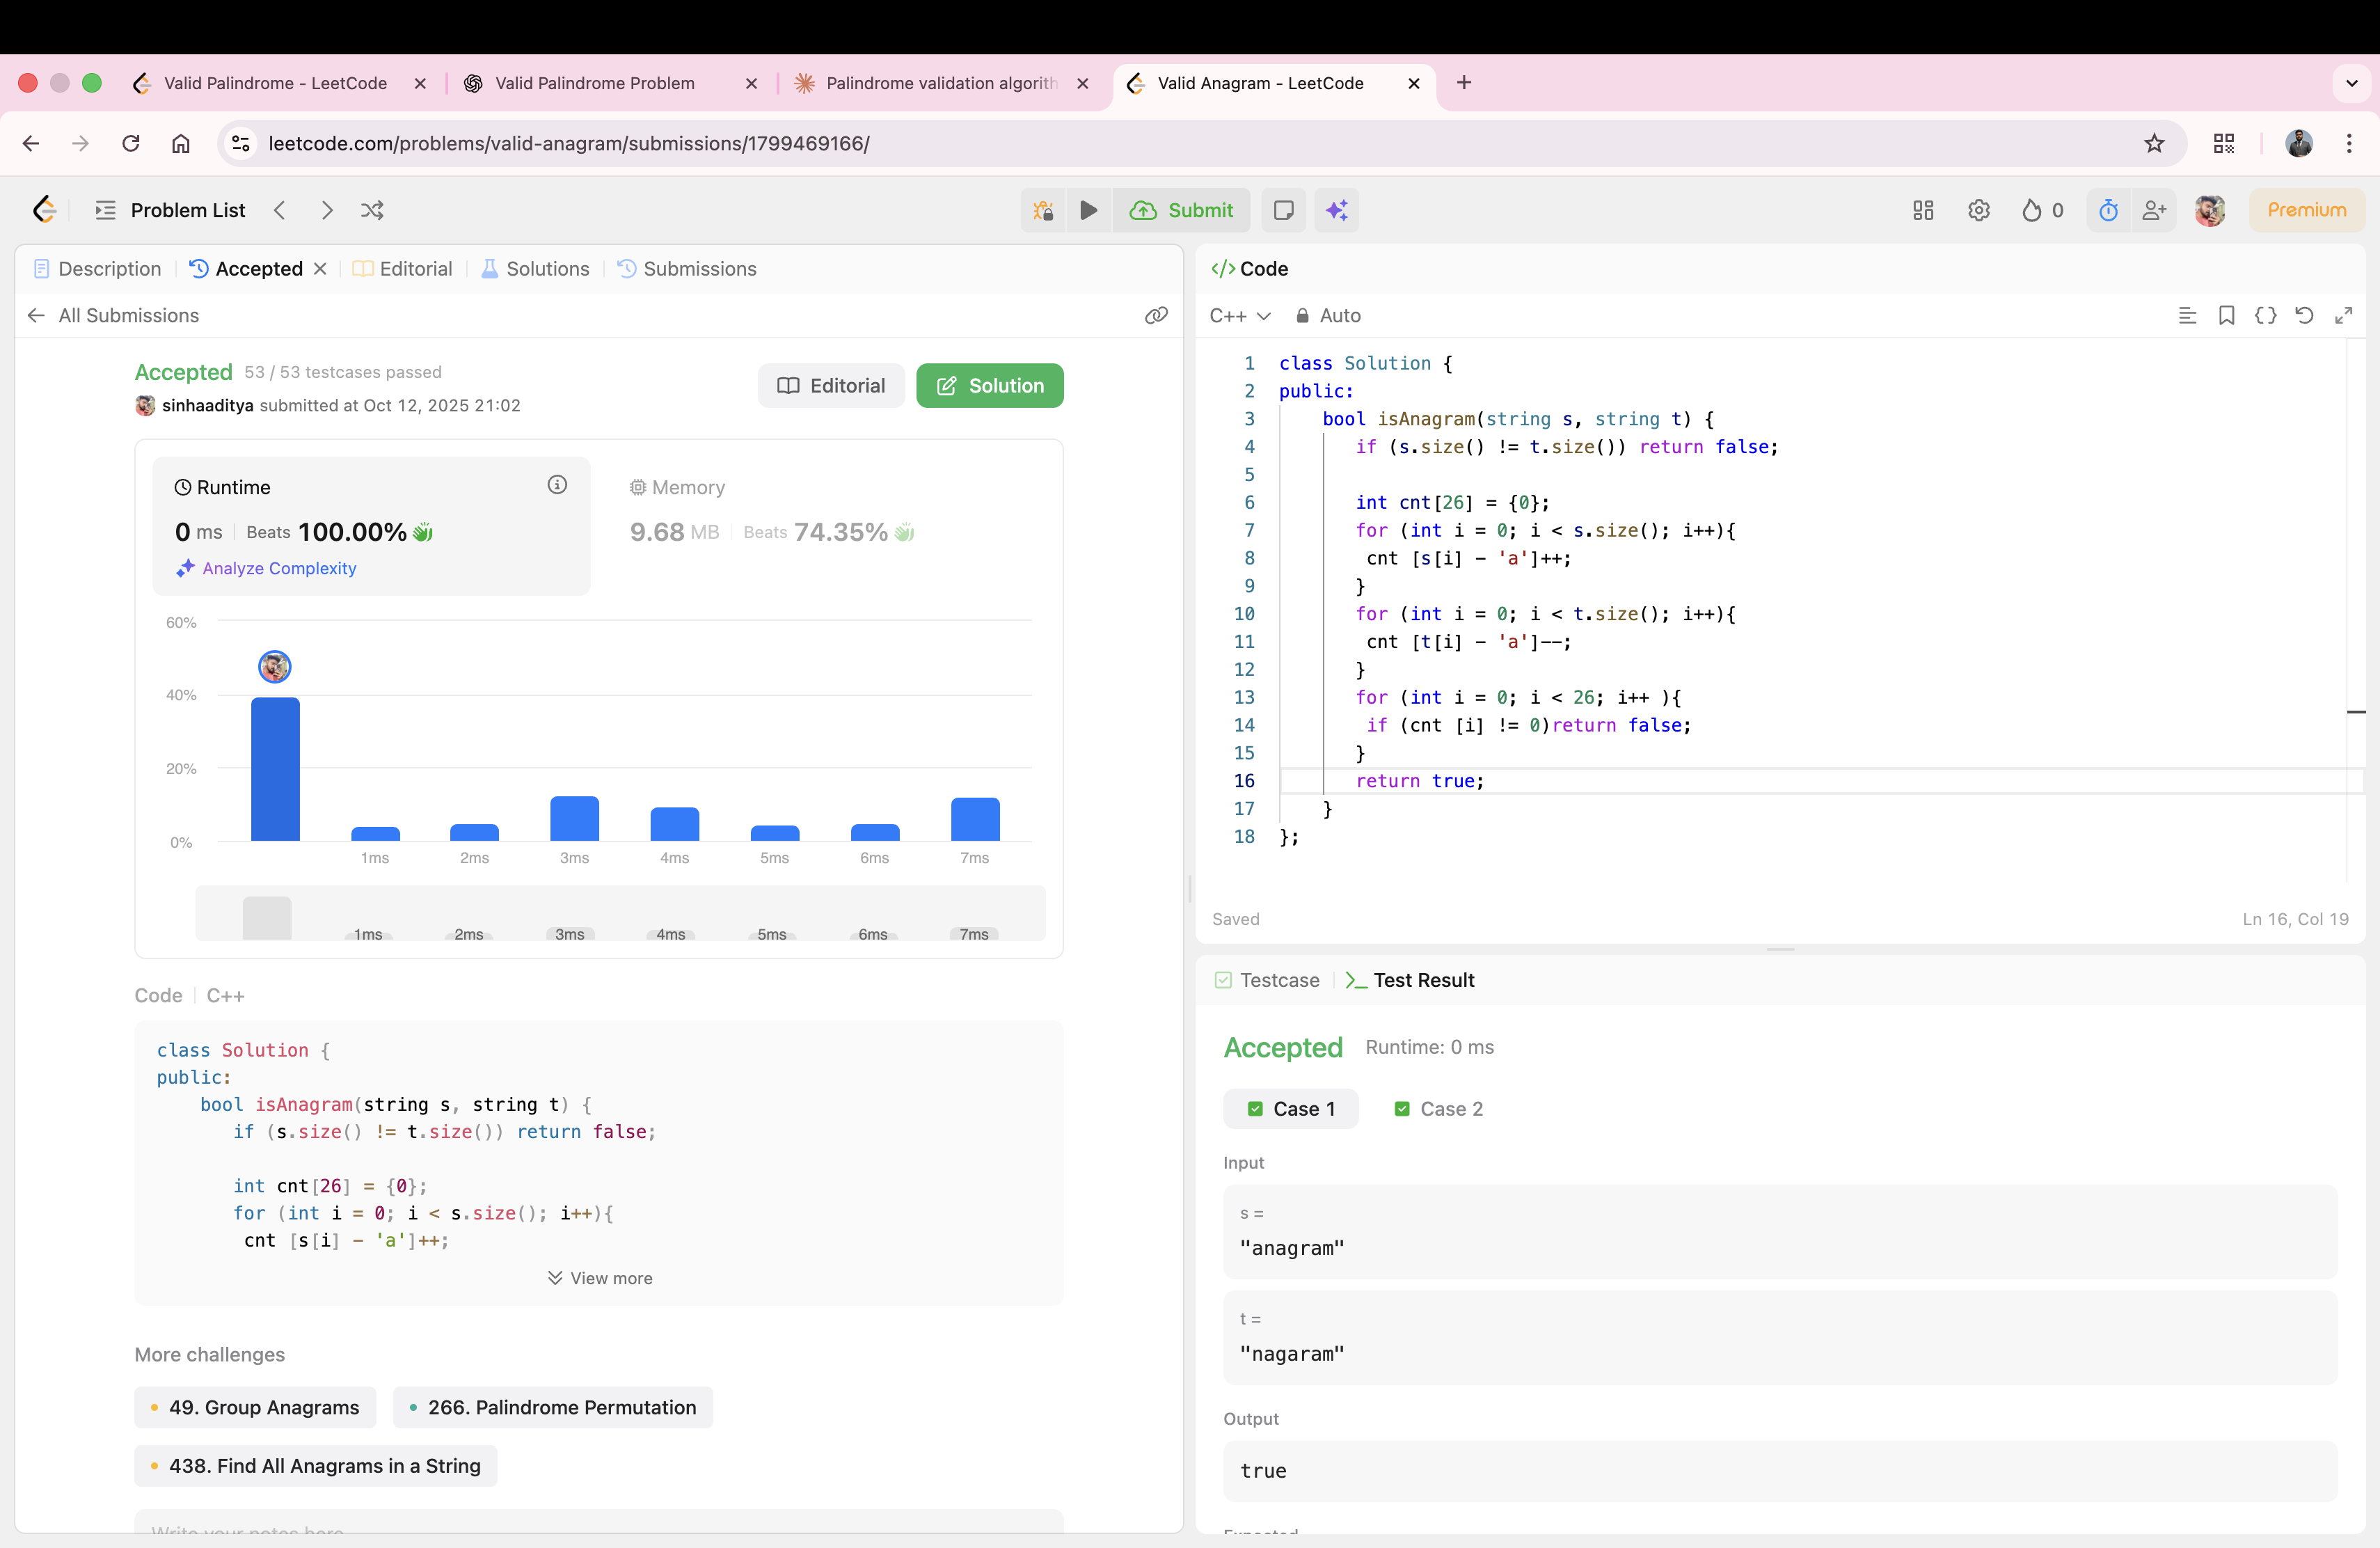 Valid Palindrome - LeetCode
Valid Palindrome Problem
Palindrome validation algorith
Valid Anagram - LeetCode
leetcode.com/problems/valid-anagram/submissions/1799469166/
Problem List
Submit
0
Premium
Description
Accepted
Editorial
Solutions
Submissions
All Submissions
Accepted 53 / 53 testcases passed
sinhaaditya submitted at Oct 12, 2025 21:02
Editorial
Solution
Runtime
0 ms Beats 100.00%
Analyze Complexity
Memory
9.68 MB Beats 74.35%
60%
40%
20%
0%
1ms 2ms 3ms 4ms 5ms 6ms 7ms
1ms 2ms 3ms 4ms 5ms 6ms 7ms
Code C++
class Solution {
public:
    bool isAnagram(string s, string t) {
       if (s.size() != t.size()) return false;
       int cnt[26] = {0};
       for (int i = 0; i < s.size(); i++){
        cnt [s[i] - 'a']++;
View more
More challenges
49. Group Anagrams
266. Palindrome Permutation
438. Find All Anagrams in a String
Write your notes here
</> Code
C++ Auto
1 class Solution {
2 public:
3     bool isAnagram(string s, string t) {
4        if (s.size() != t.size()) return false;
5
6        int cnt[26] = {0};
7        for (int i = 0; i < s.size(); i++){
8         cnt [s[i] - 'a']++;
9        }
10        for (int i = 0; i < t.size(); i++){
11         cnt [t[i] - 'a']--;
12        }
13        for (int i = 0; i < 26; i++ ){
14         if (cnt [i] != 0)return false;
15        }
16        return true;
17     }
18 };
Saved
Ln 16, Col 19
Testcase
Test Result
Accepted Runtime: 0 ms
Case 1
Case 2
Input
s =
"anagram"
t =
"nagaram"
Output
true
Expected